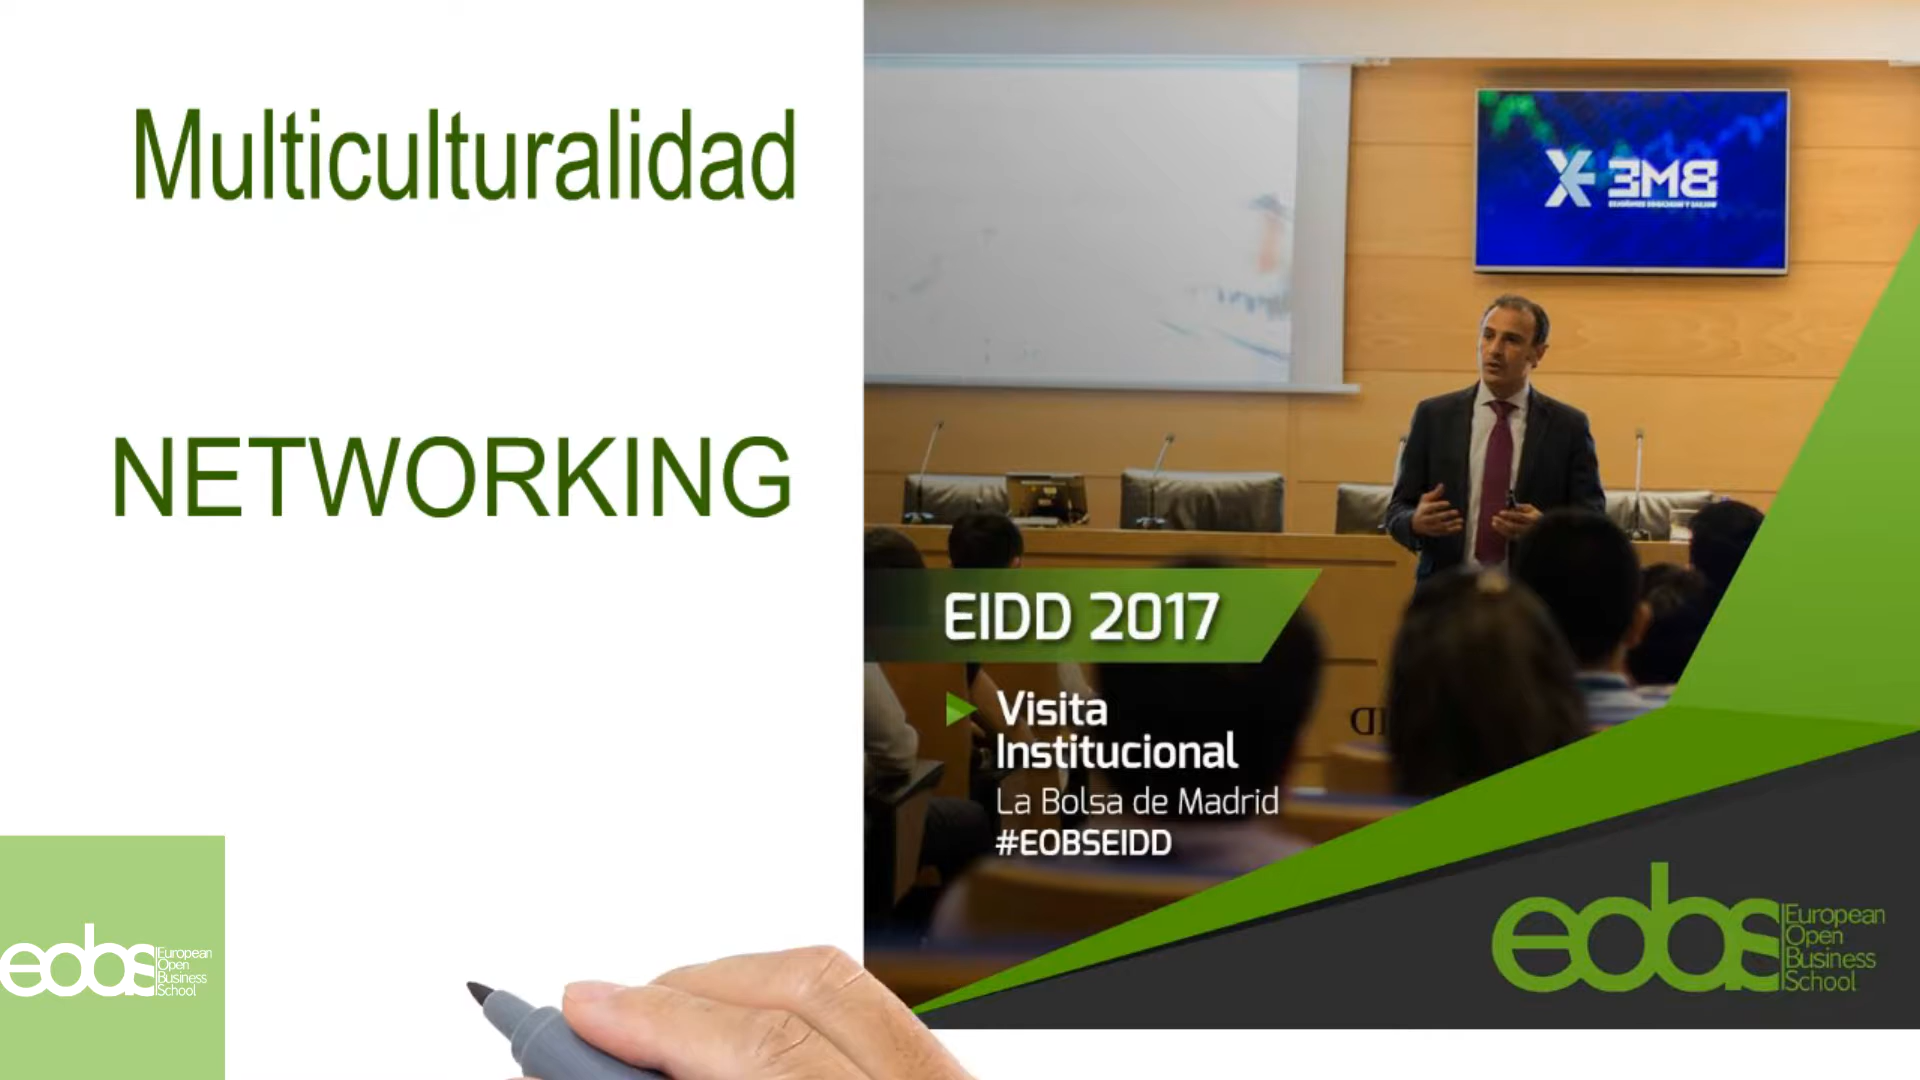 Multiculturalidad
NETWORKING
BME
EIDD 2017
Visita
Institucional
La Bolsa de Madrid
#EOBSEIDD
eobs
European
Open
Business
School
eobs
European
Open
Business
School